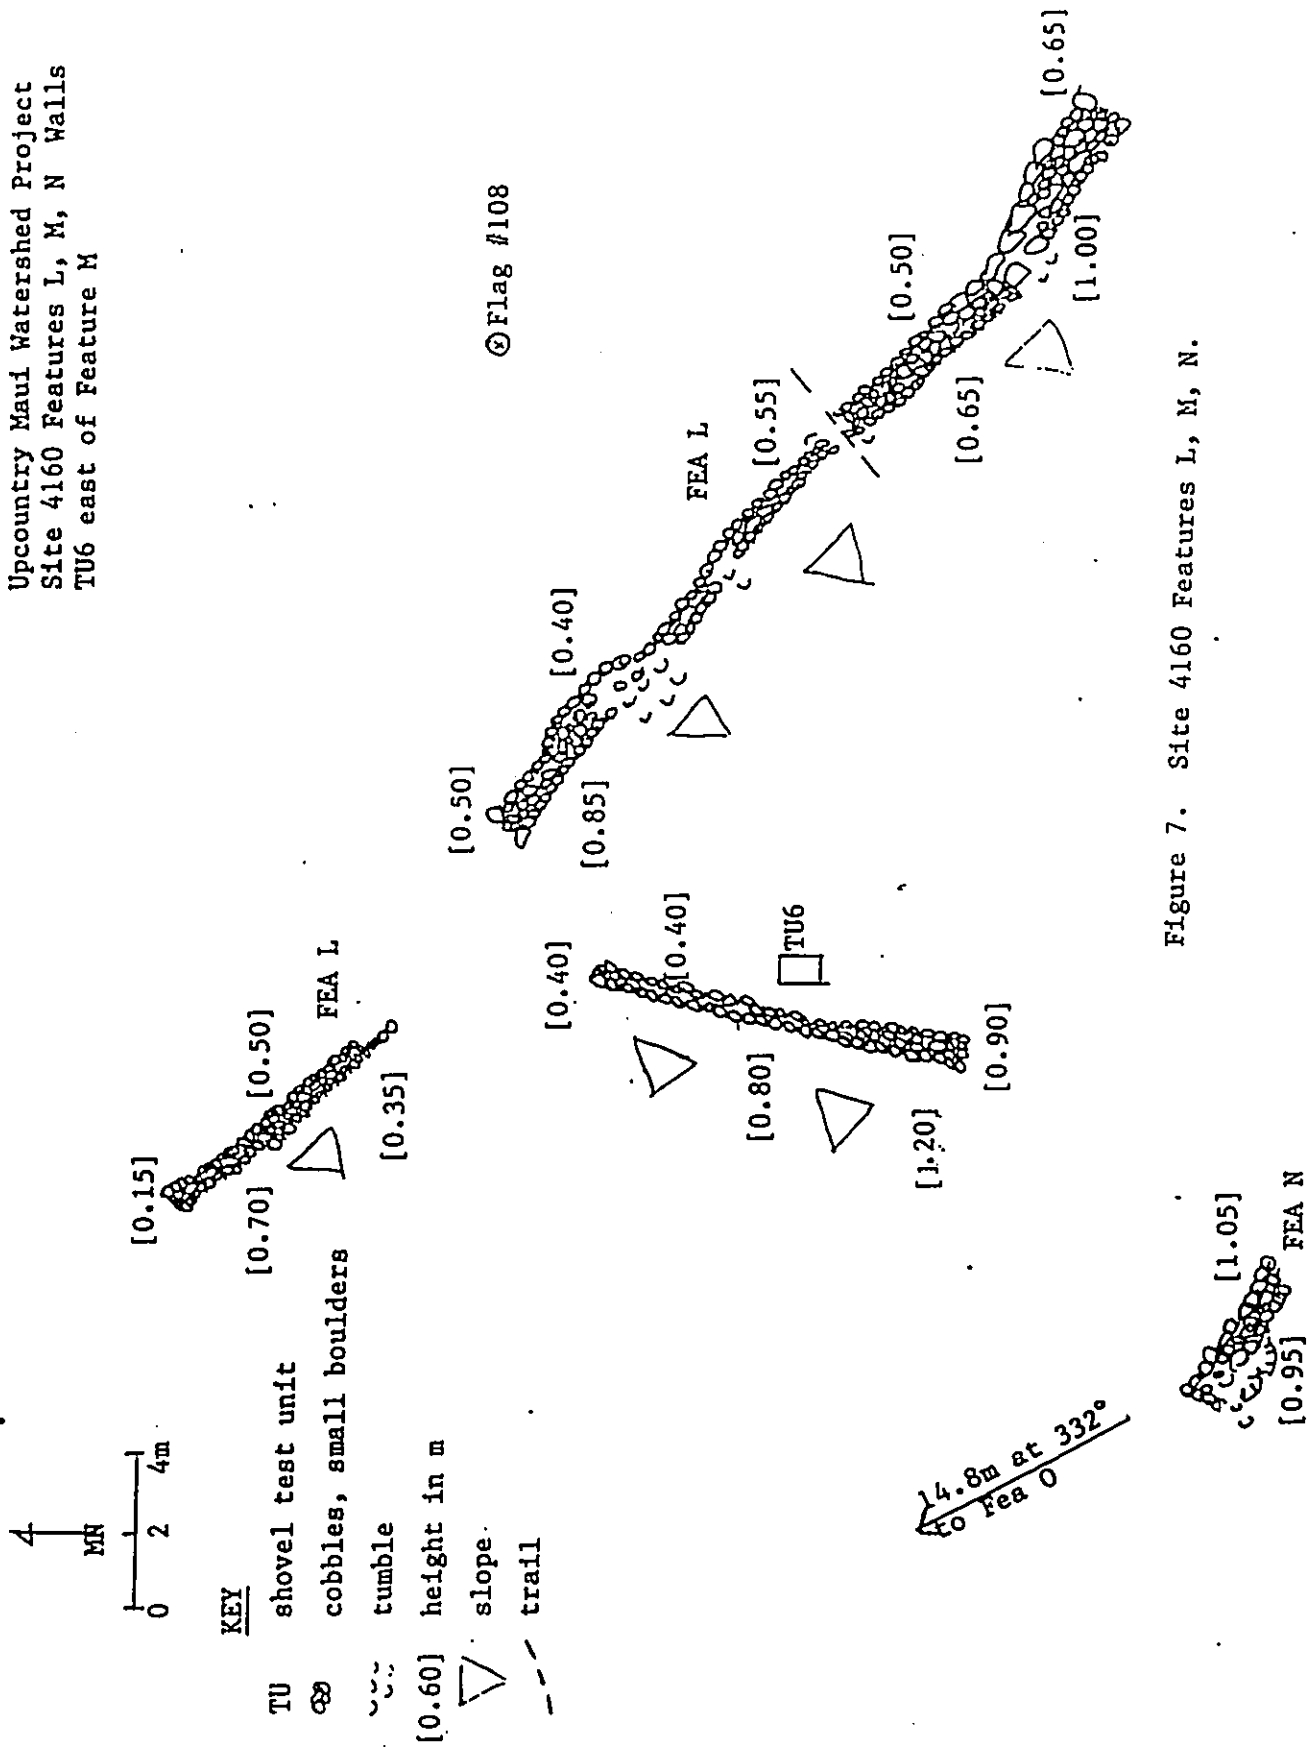 Upcountry Maui Watershed Project
Site 4160 Features L, M, N Walls
TU6 east of Feature M
MN
0 2 4m
KEY
TU shovel test unit
cobbles, small boulders
tumble
[0.60] height in m
slope
trail
[0.15]
[0.70]
[0.50]
FEA L
[0.35]
[0.50]
[0.85]
[0.40]
FEA L
[0.55]
Flag #108
[0.50]
[0.65]
[0.65]
[1.00]
[0.40]
[0.40]
TU6
[0.80]
[1.20]
[0.90]
14.8m at 332°
to Fea O
[1.05]
[0.95]
FEA N
Figure 7. Site 4160 Features L, M, N.